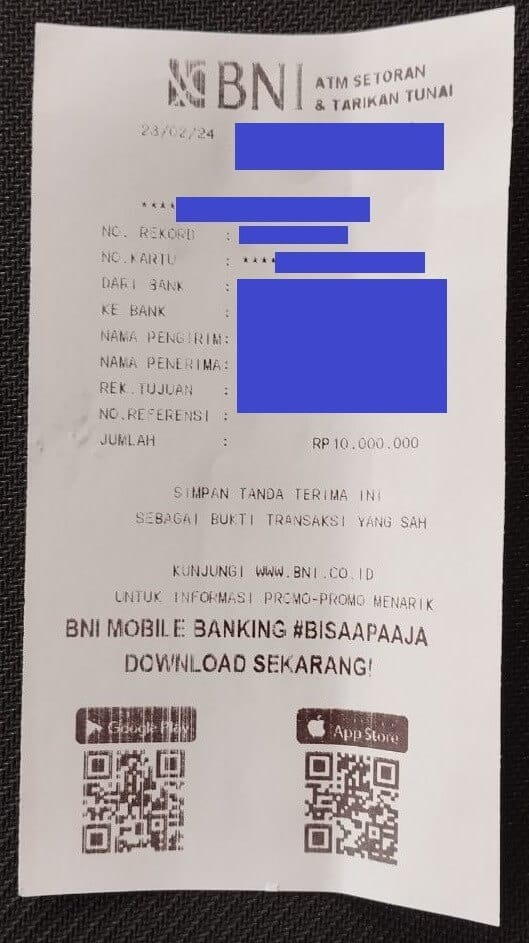 BNI ATM SETORAN
& TARIKAN TUNAI
23/02/24
****
NO. REKORD :
NO.KARTU : ****
DARI BANK :
KE BANK :
NAMA PENGIRIM:
NAMA PENERIMA:
REK.TUJUAN :
NO.REFERENSI :
JUMLAH : RP10.000.000
SIMPAN TANDA TERIMA INI
SEBAGAI BUKTI TRANSAKSI YANG SAH
KUNJUNGI WWW.BNI.CO.ID
UNTUK INFORMASI PROMO-PROMO MENARIK
BNI MOBILE BANKING #BISAAPAAJA
DOWNLOAD SEKARANG!
Google Play
App Store